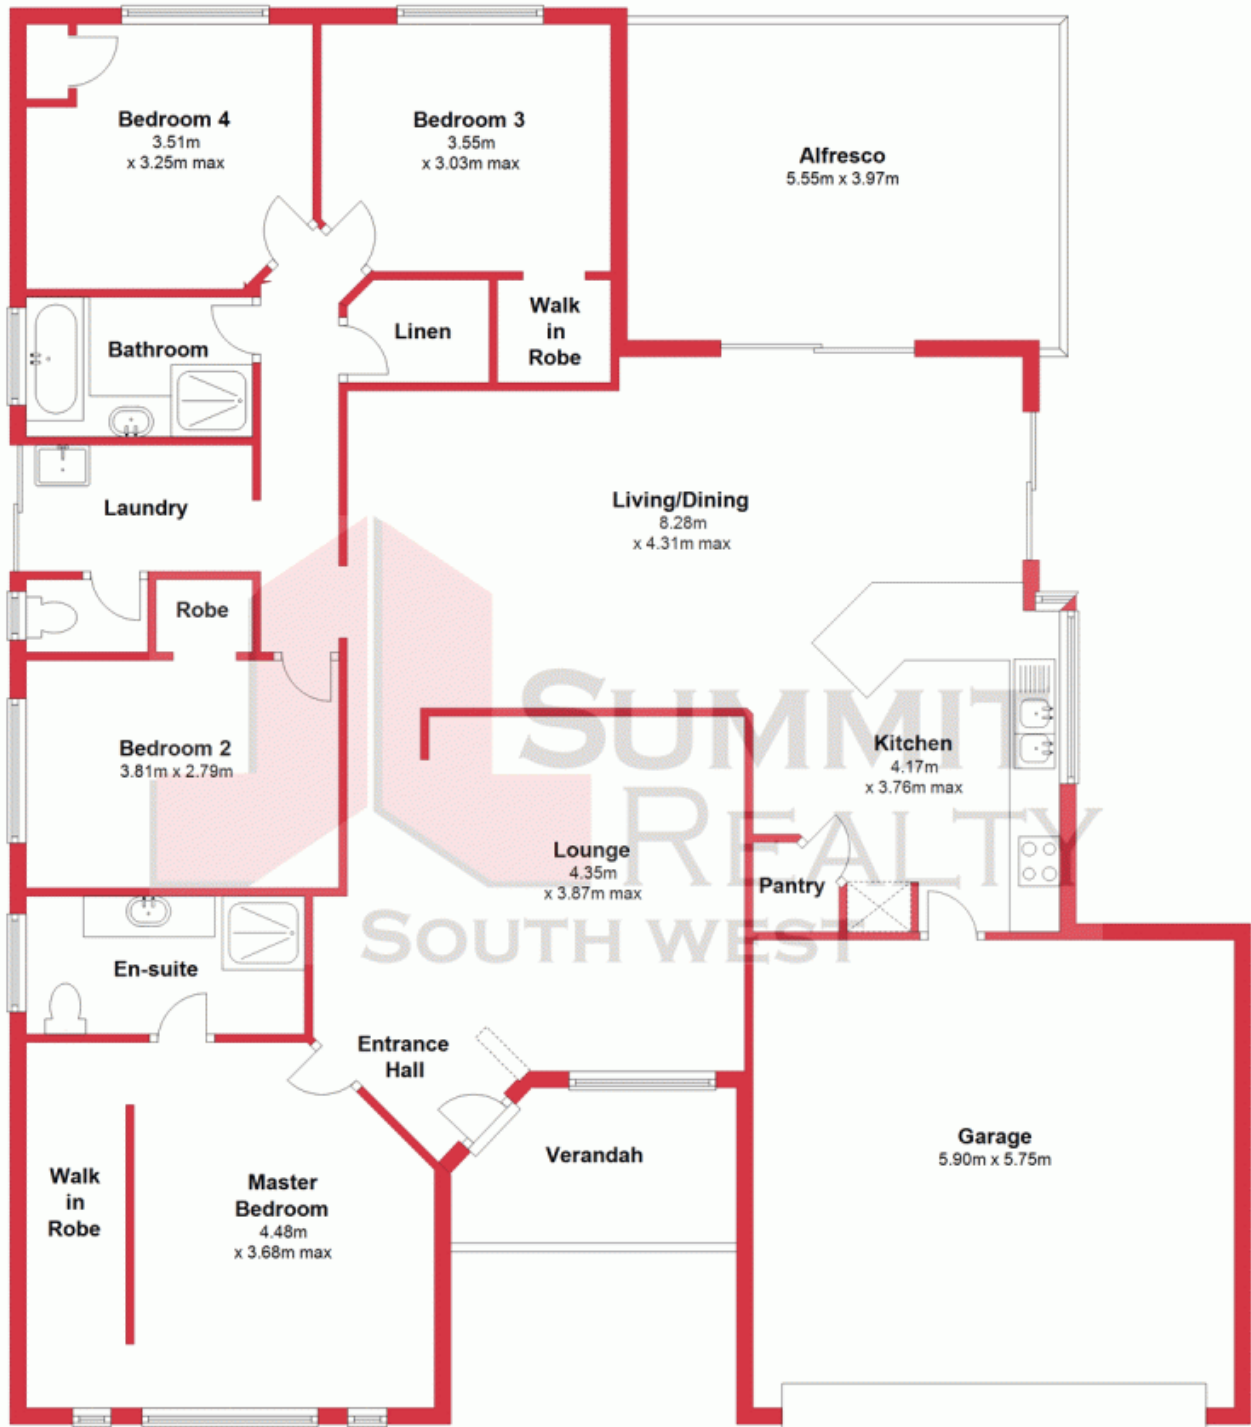 Bedroom 4
3.51m
x 3.25m max
Bedroom 3
3.55m
x 3.03m max
Alfresco
5.55m x 3.97m
Bathroom
Linen
Walk
in
Robe
Laundry
Living/Dining
8.28m
x 4.31m max
Robe
Bedroom 2
3.81m x 2.79m
SUMMIT
REALTY
SOUTH WEST
Kitchen
4.17m
x 3.76m max
Lounge
4.35m
x 3.87m max
Pantry
En-suite
Entrance
Hall
Walk
in
Robe
Master
Bedroom
4.48m
x 3.68m max
Verandah
Garage
5.90m x 5.75m